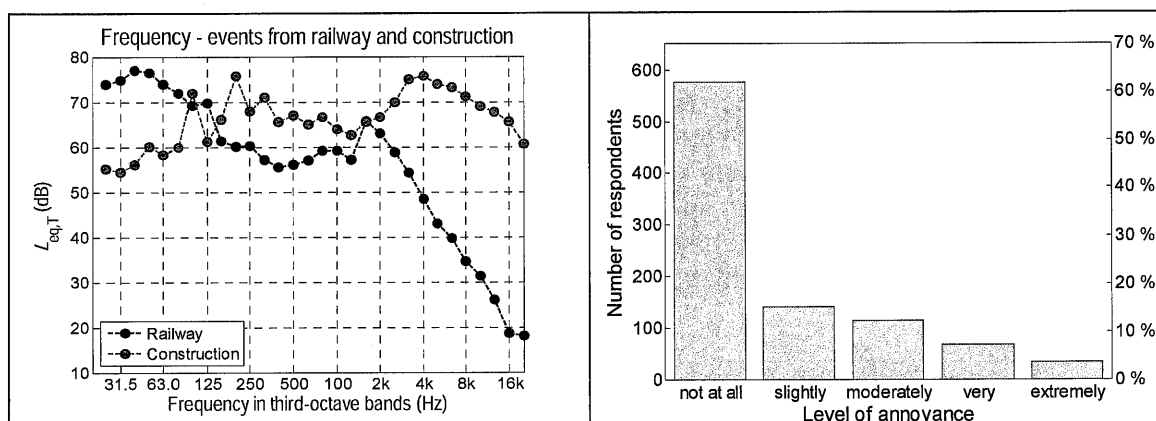 Frequency - events from railway and construction
80
70
60
50
40
30
20
10
L eq,T (dB)
Railway
Construction
31.5 63.0 125 250 500 100 2k 4k 8k 16k
Frequency in third-octave bands (Hz)
600
500
400
300
200
100
0
Number of respondents
70 %
60 %
50 %
40 %
30 %
20 %
10 %
0 %
not at all slightly moderately very extremely
Level of annoyance